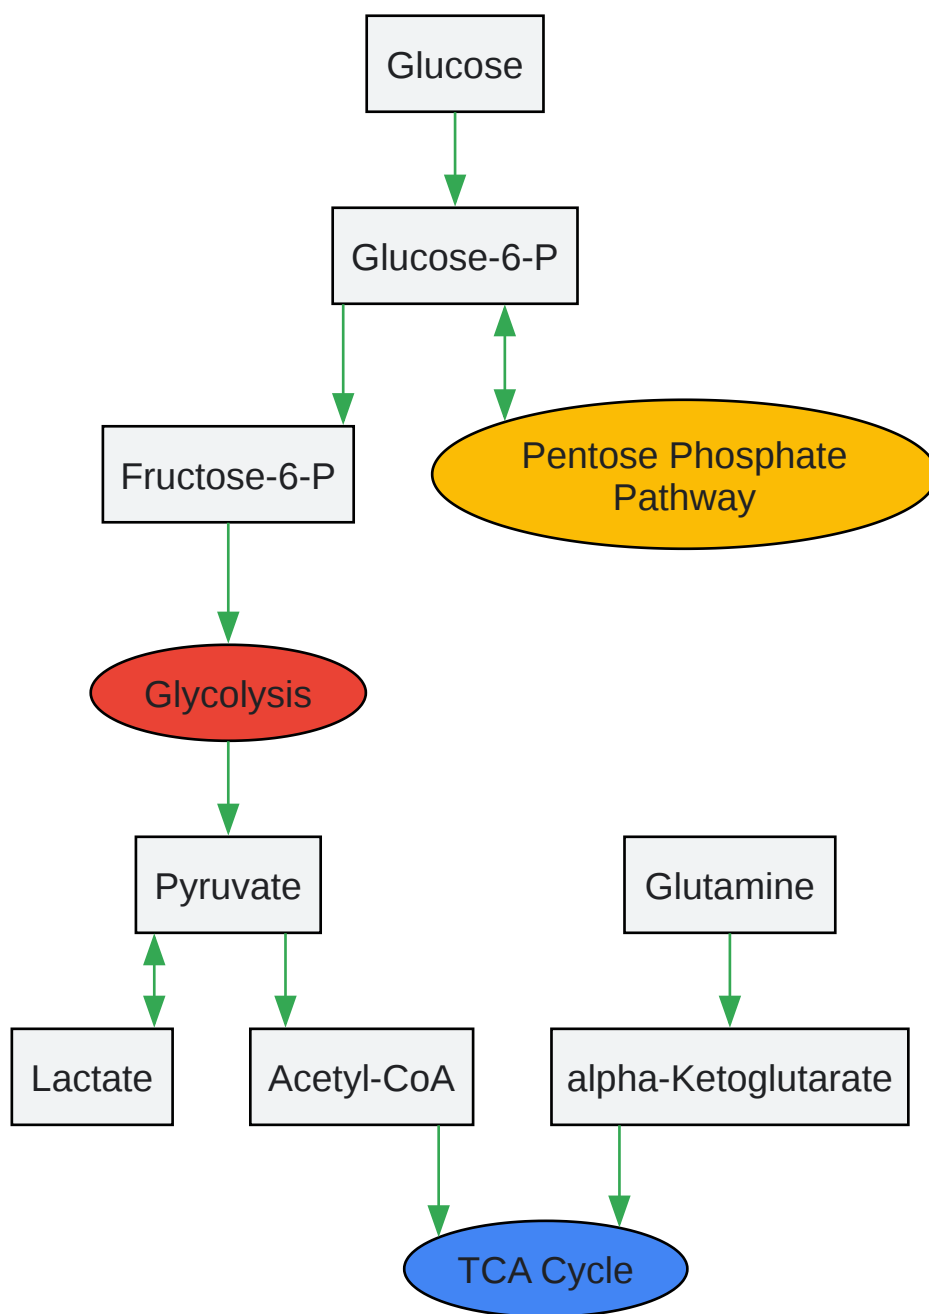 Glucose
Glucose-6-P
Fructose-6-P
Pentose Phosphate
Pathway
Glycolysis
Pyruvate
Glutamine
Lactate
Acetyl-CoA
alpha-Ketoglutarate
TCA Cycle